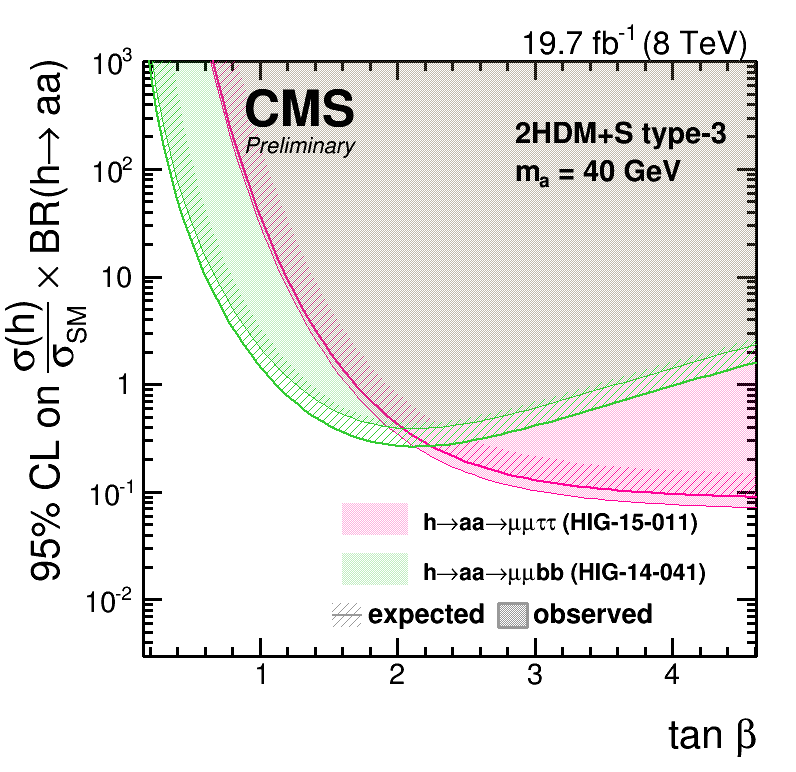 19.7 fb⁻¹ (8 TeV)
95% CL on σ(h)/σ_SM × BR(h→ aa)
10³
10²
10
1
10⁻¹
10⁻²
CMS
Preliminary
2HDM+S type-3
mₐ = 40 GeV
h→aa→μμττ (HIG-15-011)
h→aa→μμbb (HIG-14-041)
expected observed
1 2 3 4
tan β